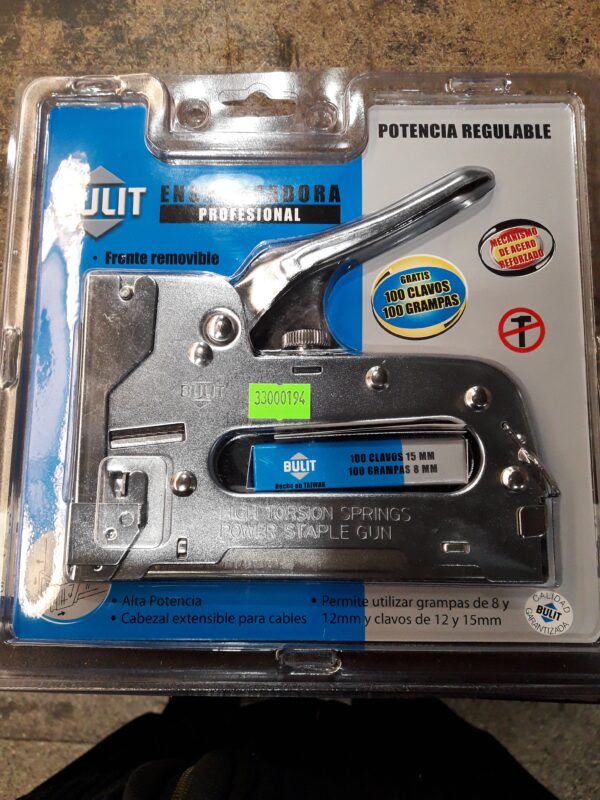 POTENCIA REGULABLE
BULIT
PROFESIONAL
• Frente removible
MECANISMO
DE ACERO
REFORZADO
GRATIS
100 CLAVOS
100 GRAMPAS
BULIT
33000194
BULIT
100 CLAVOS 15 MM
100 GRAMPAS 8 MM
Hecho en TAIWAN
HIGH TORSION SPRINGS
POWER STAPLE GUN
• Alta Potencia
• Cabezal extensible para cables
• Permite utilizar grampas de 8 y
12mm y clavos de 12 y 15mm
CALIDAD
BULIT
GARANTIZADA